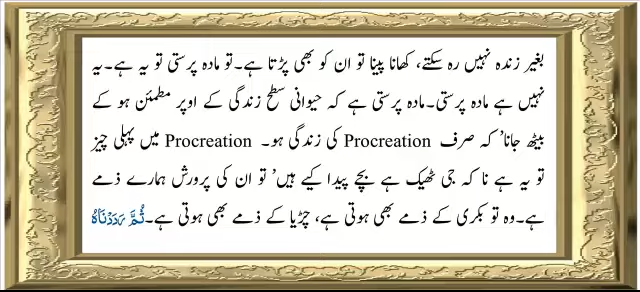 بغیر زندہ نہیں رہ سکتے، کھانا پینا تو ان کو بھی پڑتا ہے۔تو مادہ پرستی تو یہ ہے۔یہ
نہیں ہے مادہ پرستی۔مادہ پرستی ہے کہ حیوانی سطح زندگی کے اوپر مطمئن ہو کے
بیٹھ جانا’ کہ صرف Procreation کی زندگی ہو۔ Procreation میں پہلی چیز
تو یہ ہے نا کہ جی ٹھیک ہے بچے پیدا کیے ہیں’ تو ان کی پرورش ہمارے ذمے
ہے۔وہ تو بکری کے ذمے بھی ہوتی ہے، چڑیا کے ذمے بھی ہوتی ہے۔ثُمَّ رَدَدْنَاهُ